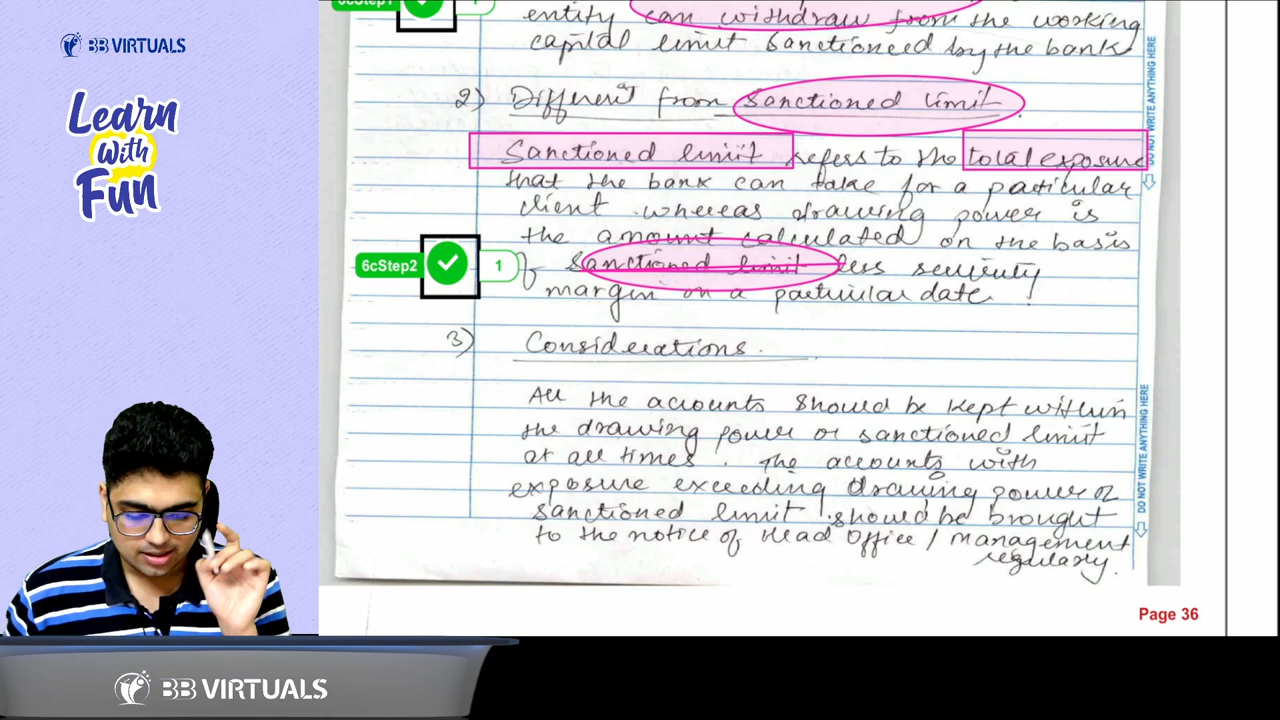 BB VIRTUALS
Learn
With
Fun
6cStep1
1
entity can withdraw from the working
capital limit sanctioned by the bank
2) Different from sanctioned limit.
Sanctioned limit refers to the total exposure
that the bank can take for a particular
client whereas drawing power is
the amount calculated on the basis
6cStep2
1
of sanctioned limit less security
margin on a particular date.
3) Considerations.
All the accounts should be kept within
the drawing power or sanctioned limit
at all times. The accounts with
exposure exceeding drawing power or
sanctioned limit should be brought
to the notice of Head Office / management
regularly.
DO NOT WRITE ANYTHING HERE
DO NOT WRITE ANYTHING HERE
Page 36
BB VIRTUALS